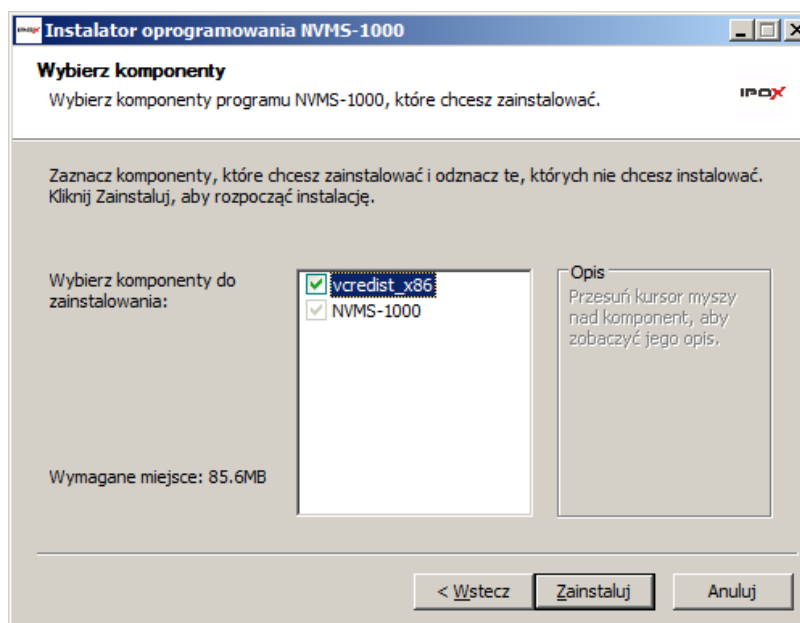 IPOX Instalator oprogramowania NVMS-1000
Wybierz komponenty
Wybierz komponenty programu NVMS-1000, które chcesz zainstalować.
IPOX
Zaznacz komponenty, które chcesz zainstalować i odznacz te, których nie chcesz instalować.
Kliknij Zainstaluj, aby rozpocząć instalację.
Wybierz komponenty do
zainstalowania:
vcredist_x86
NVMS-1000
Opis
Przesuń kursor myszy
nad komponent, aby
zobaczyć jego opis.
Wymagane miejsce: 85.6MB
< Wstecz
Zainstaluj
Anuluj